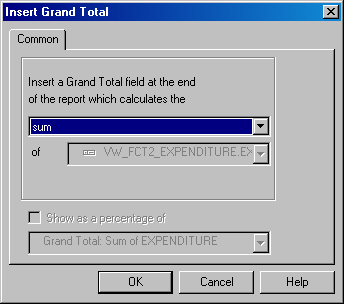 Insert Grand Total
Common
Insert a Grand Total field at the end
of the report which calculates the
sum
of VW_FCT2_EXPENDITURE.EX
Show as a percentage of
Grand Total: Sum of EXPENDITURE
OK Cancel Help